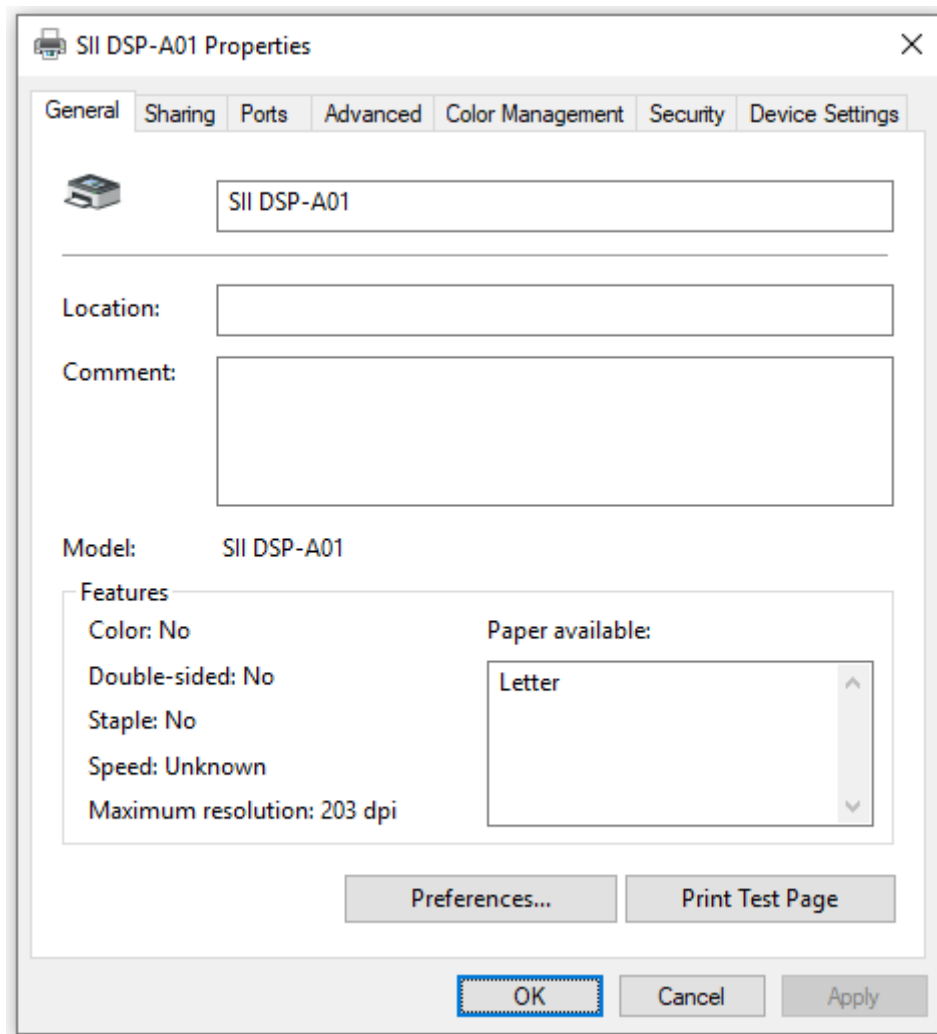 SII DSP-A01 Properties
General Sharing Ports Advanced Color Management Security Device Settings
SII DSP-A01
Location:
Comment:
Model: SII DSP-A01
Features
Color: No
Double-sided: No
Staple: No
Speed: Unknown
Maximum resolution: 203 dpi
Paper available:
Letter
Preferences... Print Test Page
OK Cancel Apply